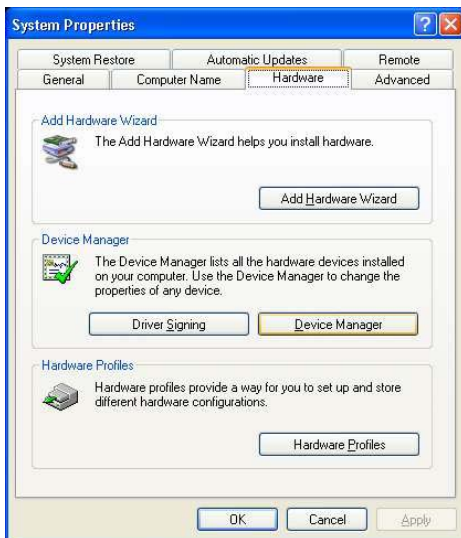 System Properties
System Restore Automatic Updates Remote
General Computer Name Hardware Advanced
Add Hardware Wizard
The Add Hardware Wizard helps you install hardware.
Add Hardware Wizard
Device Manager
The Device Manager lists all the hardware devices installed
on your computer. Use the Device Manager to change the
properties of any device.
Driver Signing Device Manager
Hardware Profiles
Hardware profiles provide a way for you to set up and store
different hardware configurations.
Hardware Profiles
OK Cancel Apply